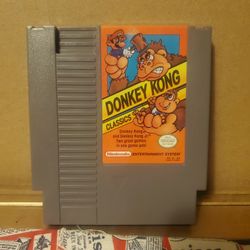 DONKEY KONG
CLASSICS
Donkey Kong
and Donkey Kong Jr.
Two great games
in one game pak!
Nintendo
ENTERTAINMENT SYSTEM